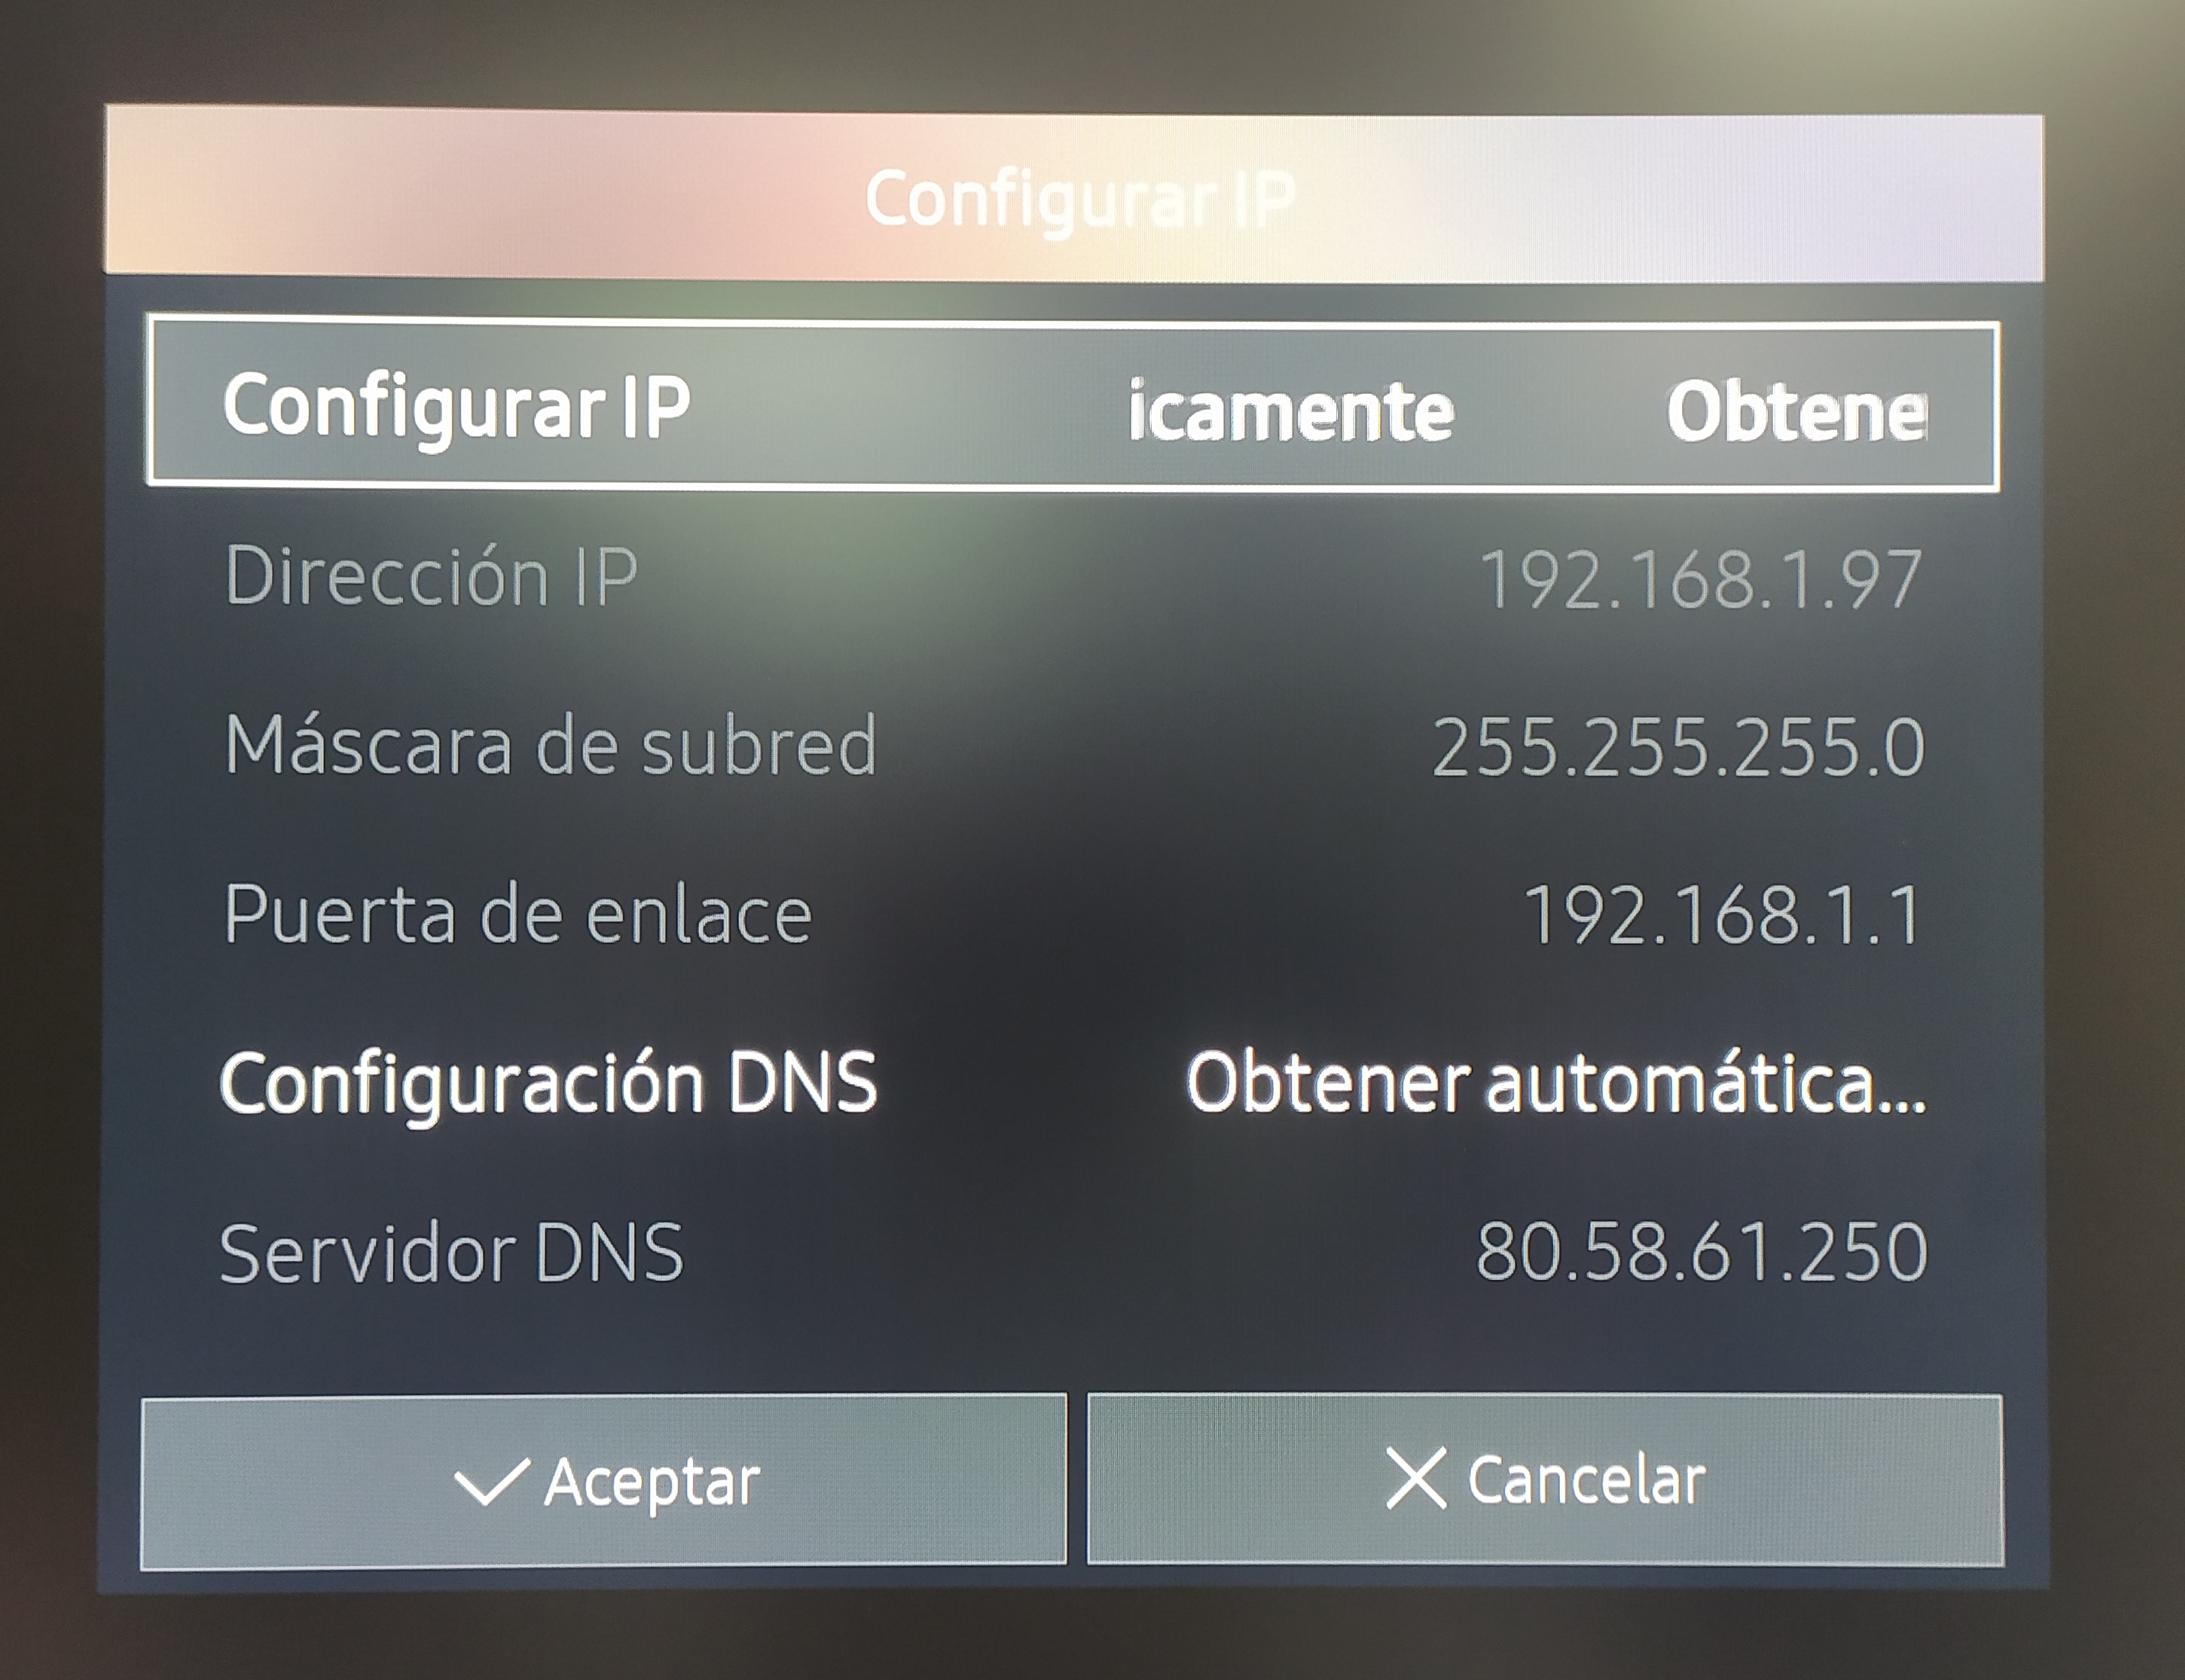 Configurar IP
Configurar IP icamente Obtene
Dirección IP 192.168.1.97
Máscara de subred 255.255.255.0
Puerta de enlace 192.168.1.1
Configuración DNS Obtener automática...
Servidor DNS 80.58.61.250
Aceptar Cancelar